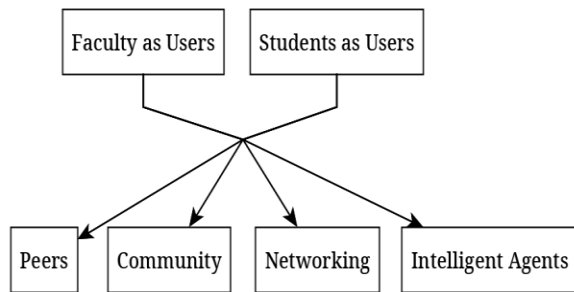 Faculty as Users
Students as Users
Peers
Community
Networking
Intelligent Agents